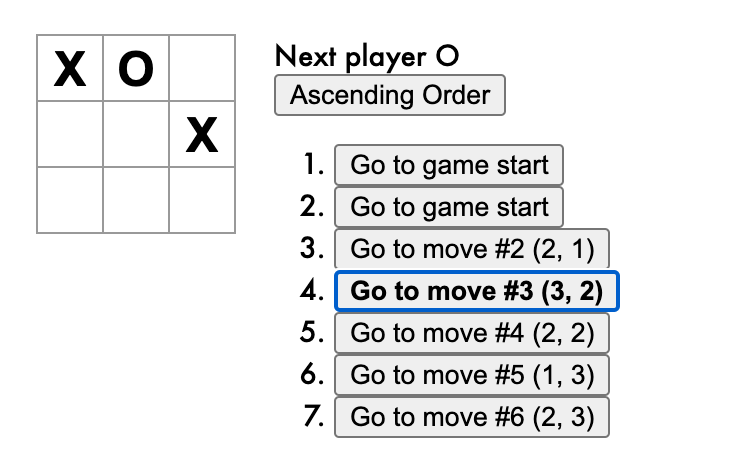 X O
X
Next player O
Ascending Order
1. Go to game start
2. Go to game start
3. Go to move #2 (2, 1)
4. Go to move #3 (3, 2)
5. Go to move #4 (2, 2)
6. Go to move #5 (1, 3)
7. Go to move #6 (2, 3)